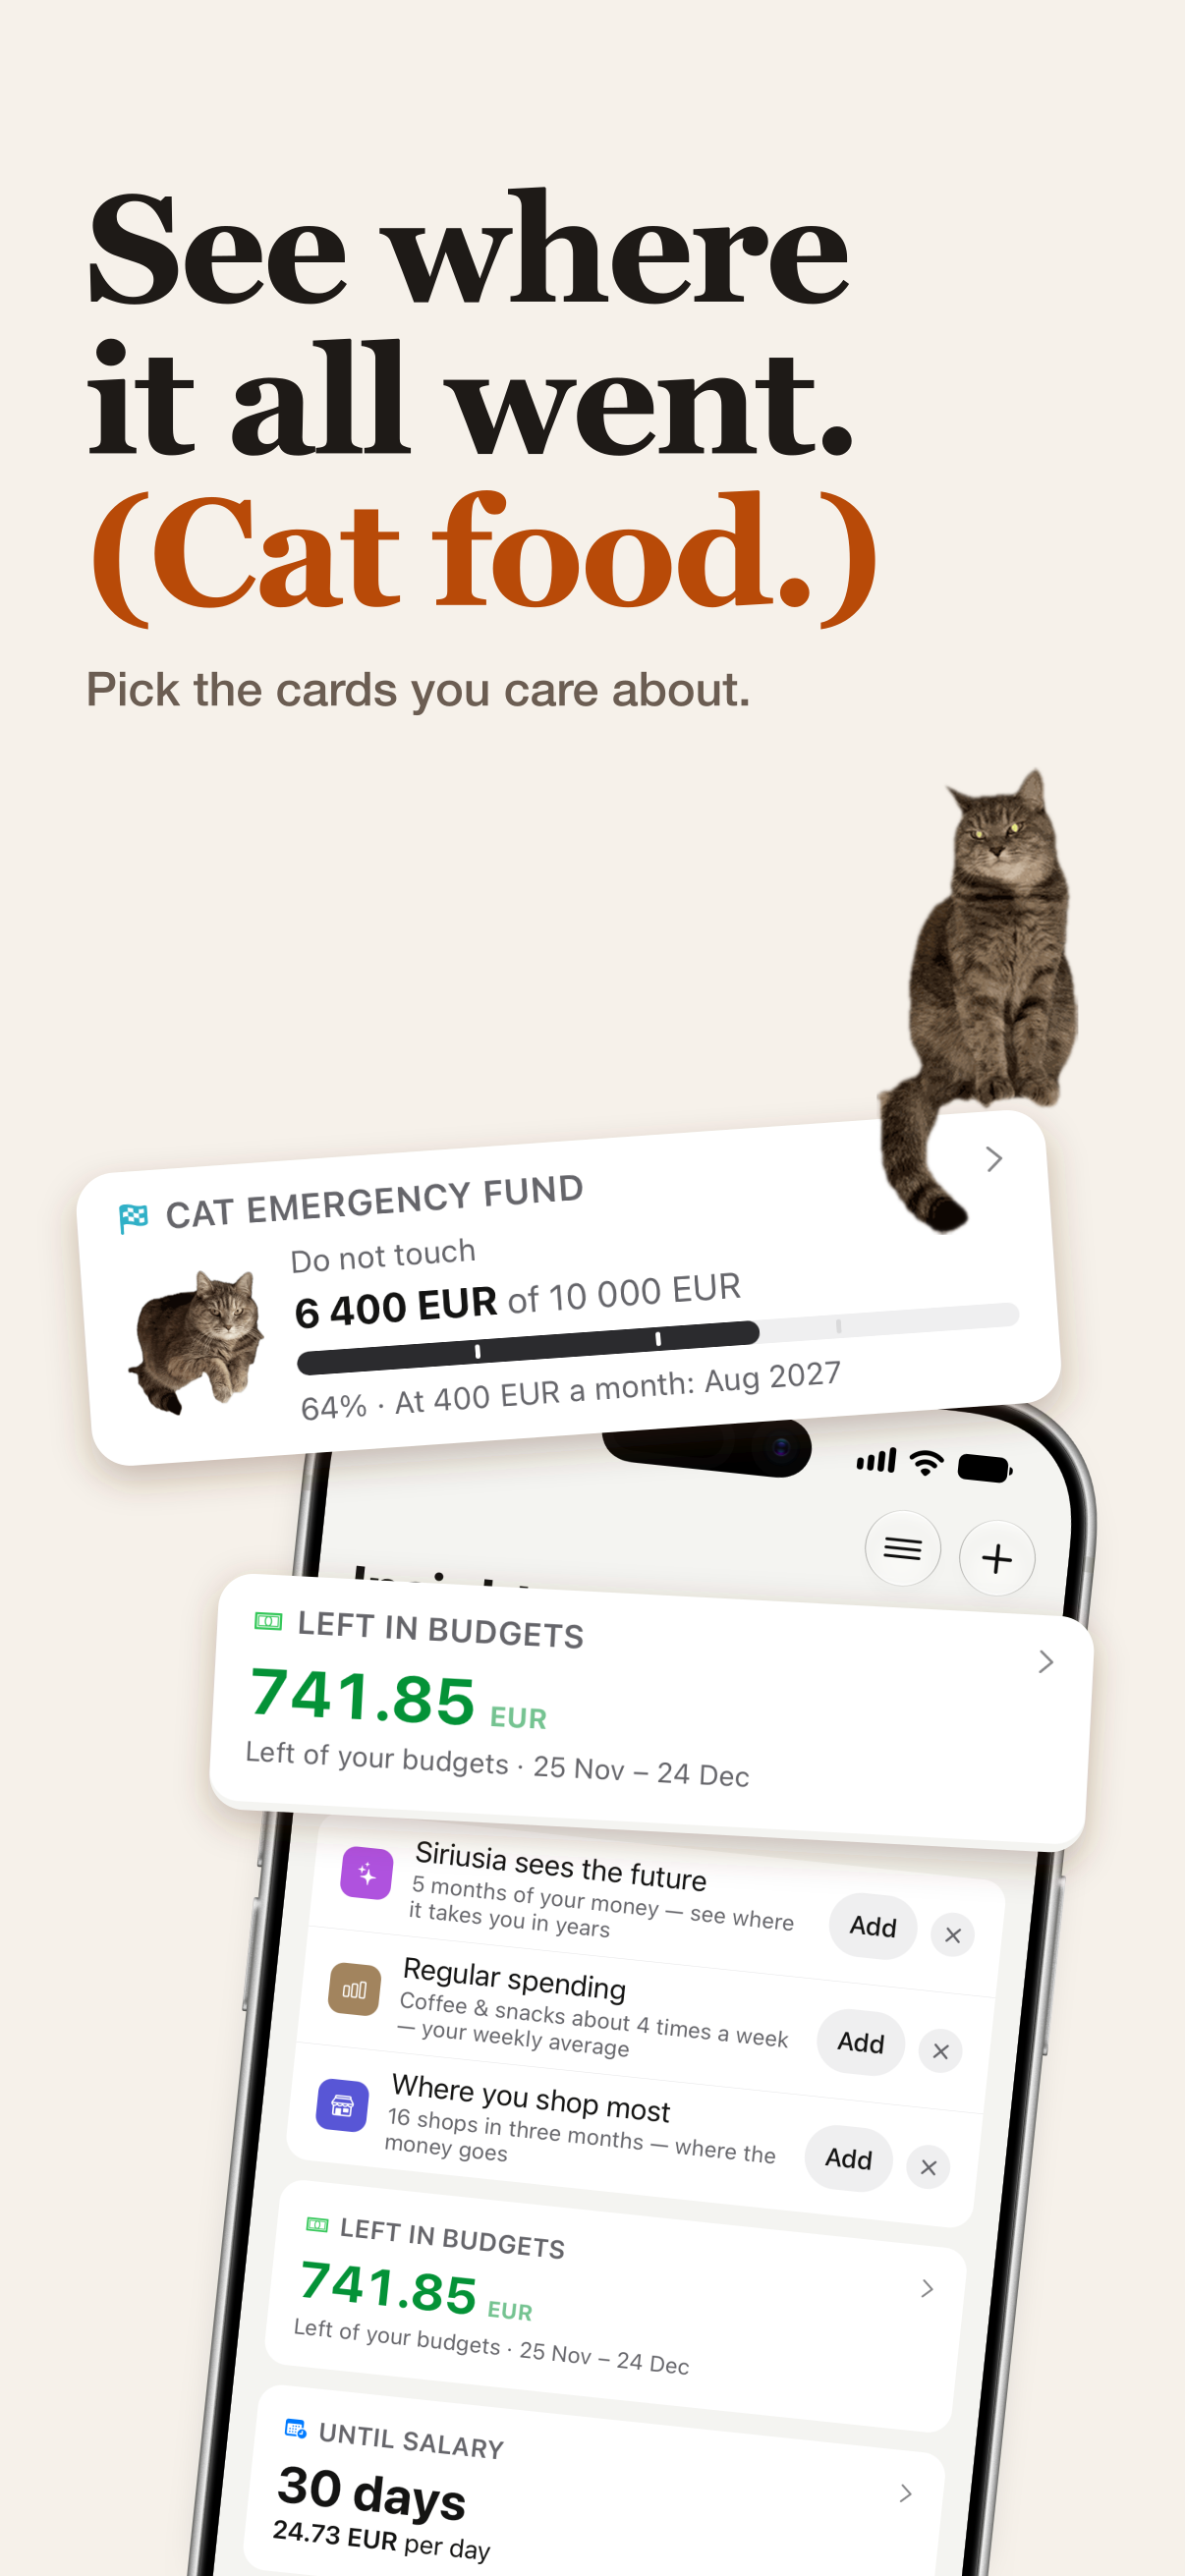 See where
it all went.
(Cat food.)
Pick the cards you care about.
CAT EMERGENCY FUND
Do not touch
6 400 EUR of 10 000 EUR
64% · At 400 EUR a month: Aug 2027
LEFT IN BUDGETS
741.85 EUR
Left of your budgets · 25 Nov – 24 Dec
Siriusia sees the future
5 months of your money — see where
it takes you in years
Add
Regular spending
Coffee & snacks about 4 times a week
— your weekly average
Add
Where you shop most
16 shops in three months — where the
money goes
Add
LEFT IN BUDGETS
741.85 EUR
Left of your budgets · 25 Nov – 24 Dec
UNTIL SALARY
30 days
24.73 EUR per day